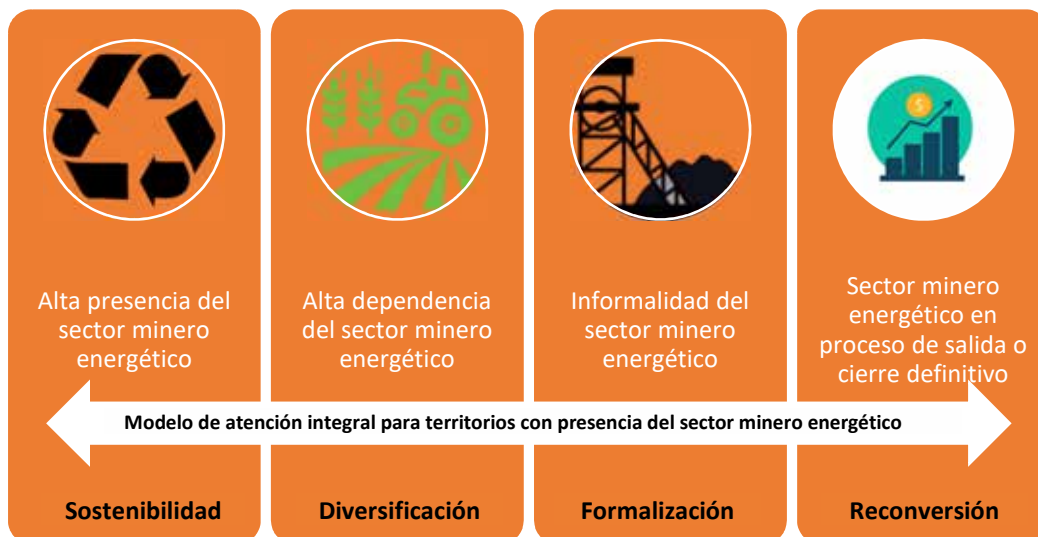 Alta presencia del
sector minero
energético
Alta dependencia
del sector minero
energético
Informalidad del
sector minero
energético
Sector minero
energético en
proceso de salida o
cierre definitivo
Modelo de atención integral para territorios con presencia del sector minero energético
Sostenibilidad
Diversificación
Formalización
Reconversión